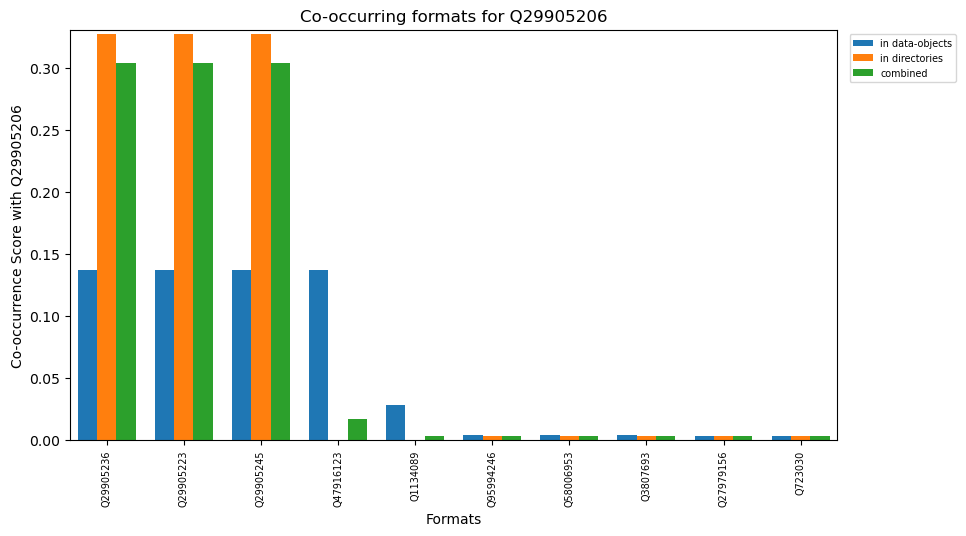 Co-occurring formats for Q29905206
in data-objects
in directories
combined
Co-occurrence Score with Q29905206
0.30
0.25
0.20
0.15
0.10
0.05
0.00
Q29905236
Q29905223
Q29905245
Q47916123
Q1134089
Q95994246
Q58006953
Q3807693
Q27979156
Q723030
Formats